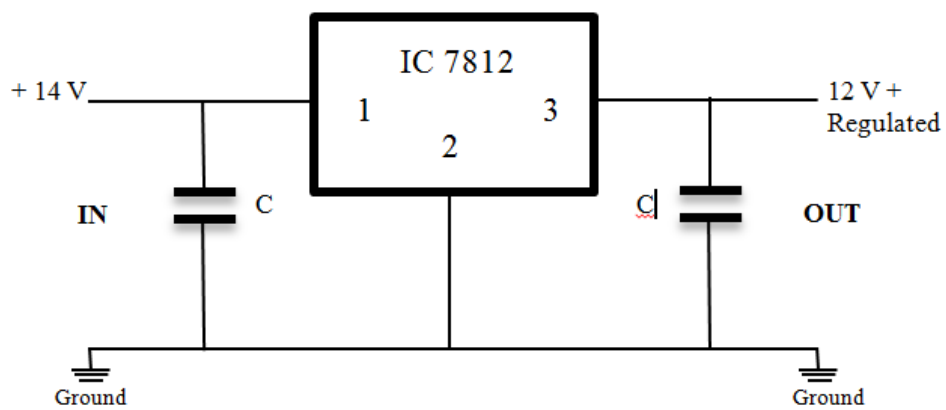 IC 7812
+ 14 V
1
3
12 V +
Regulated
2
IN
C
C
OUT
Ground
Ground